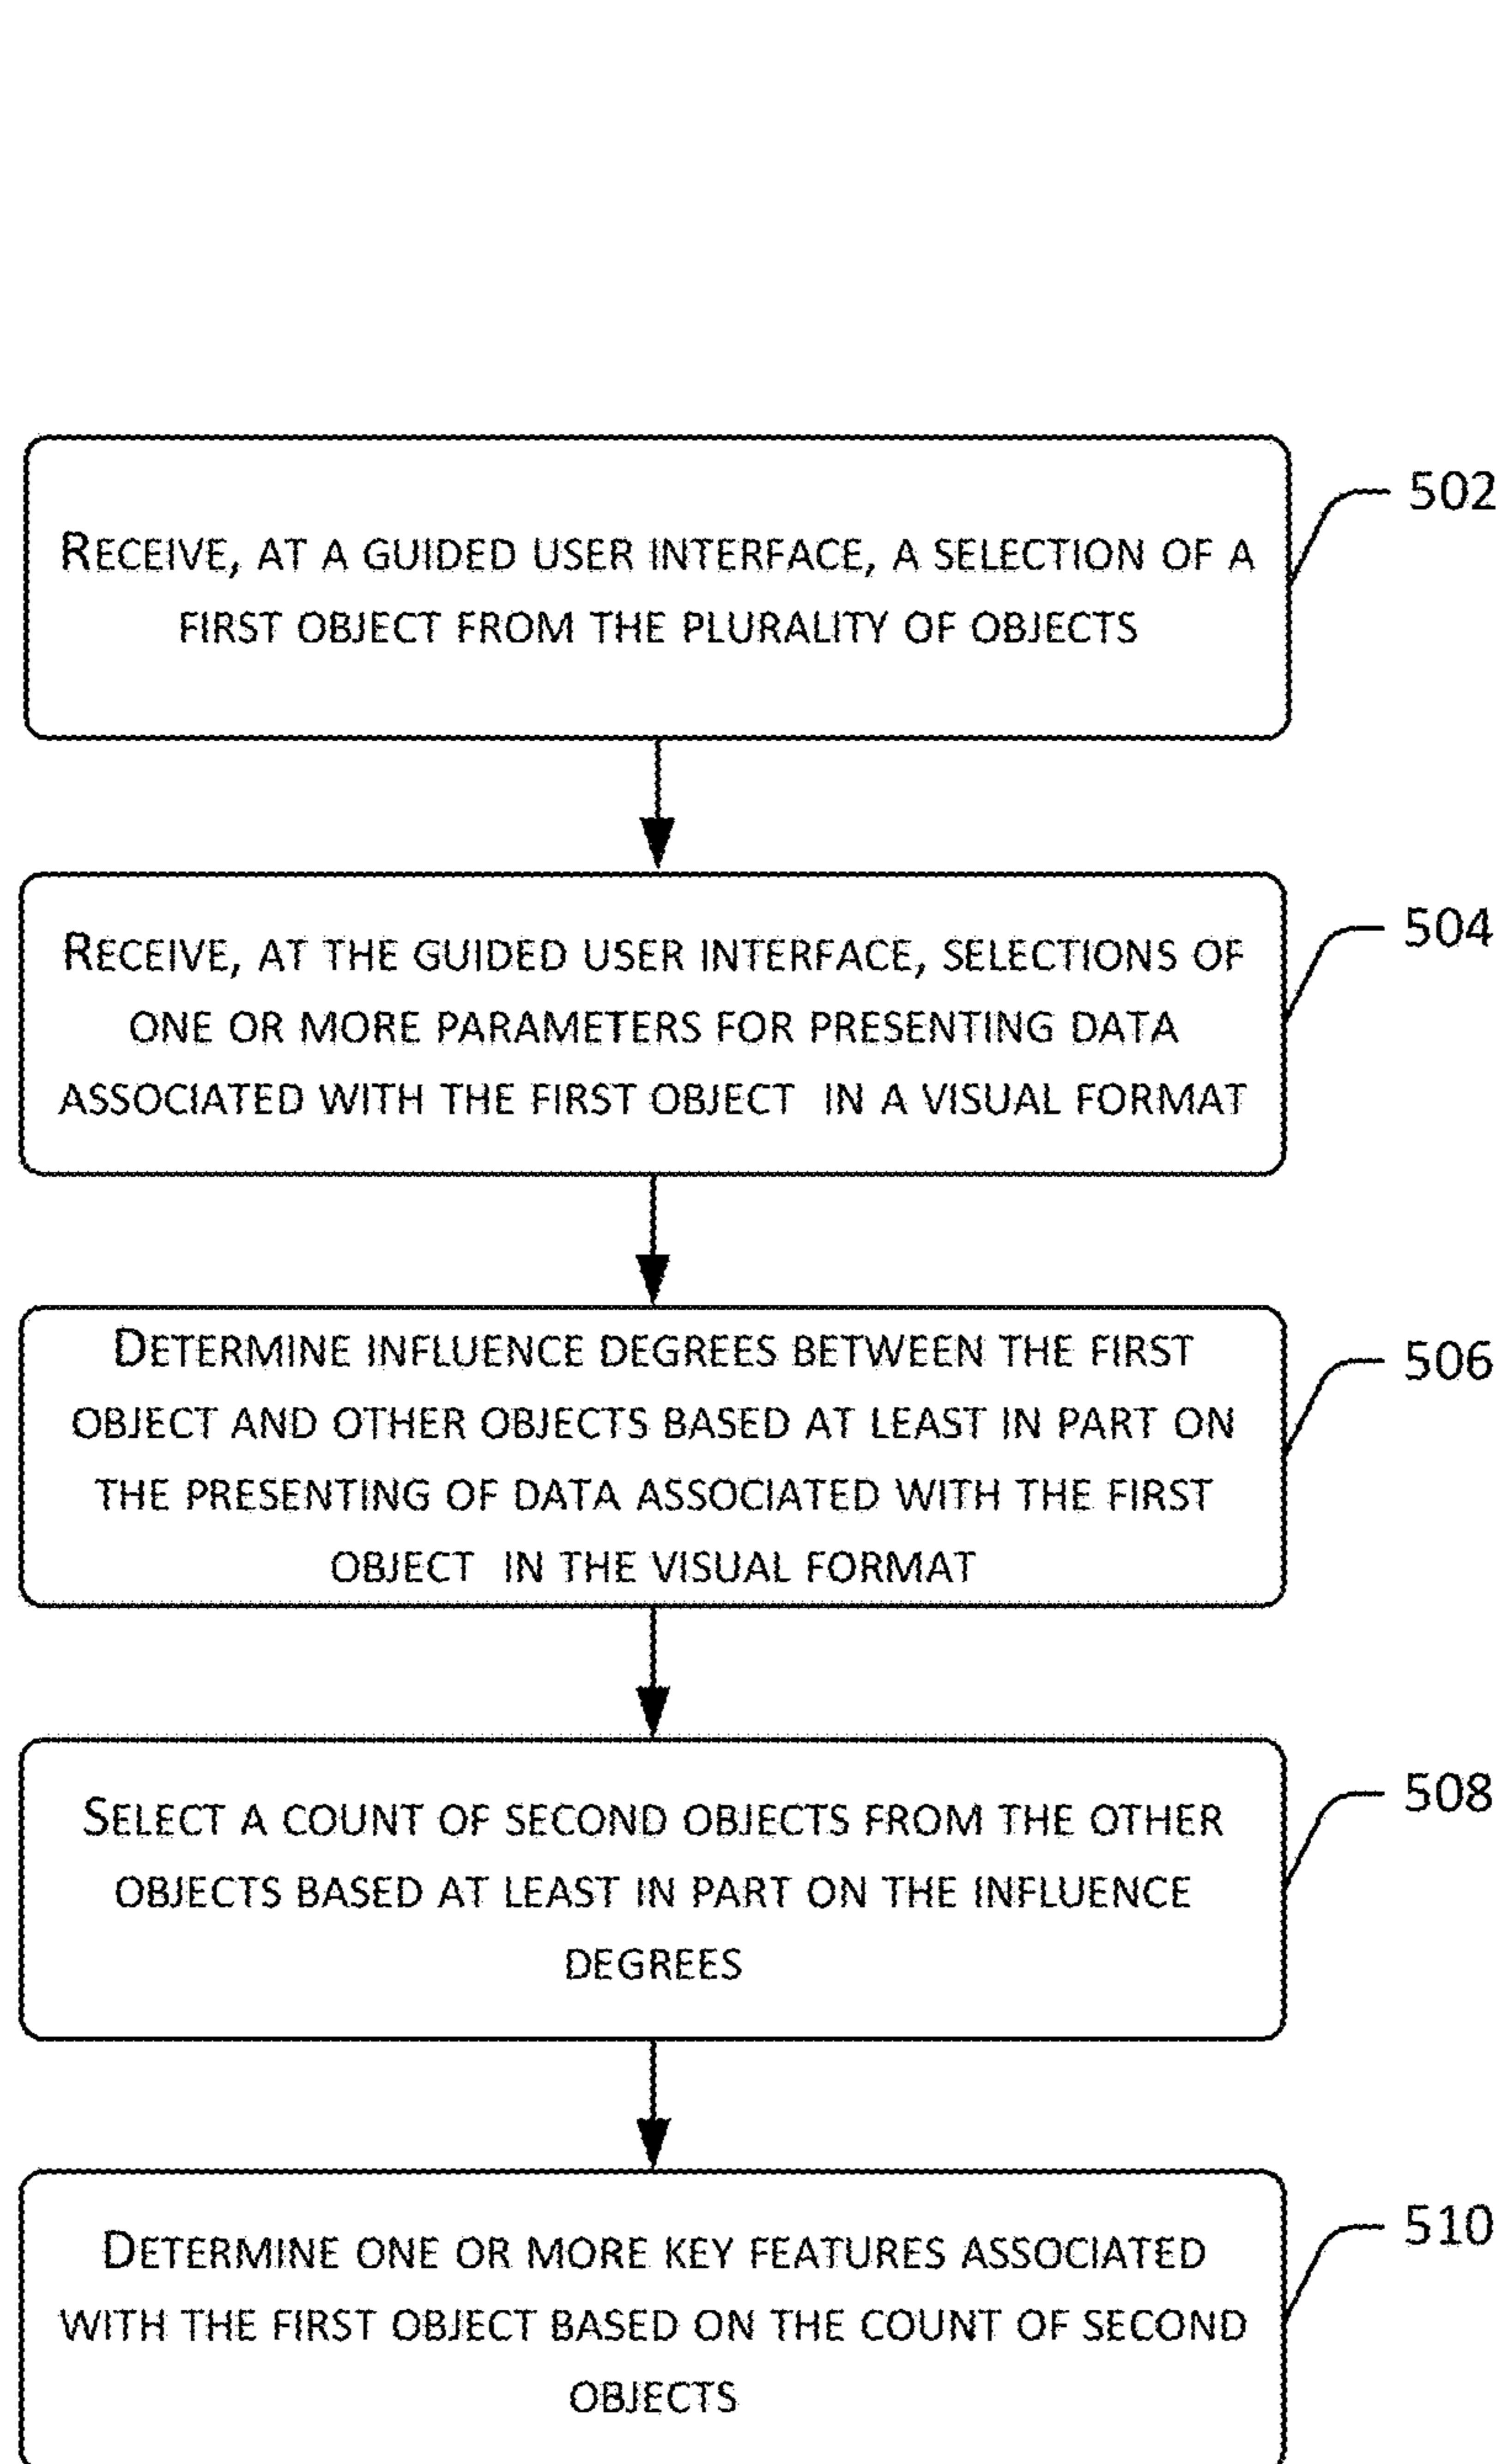 RECEIVE, AT A GUIDED USER INTERFACE, A SELECTION OF A
FIRST OBJECT FROM THE PLURALITY OF OBJECTS
502
RECEIVE, AT THE GUIDED USER INTERFACE, SELECTIONS OF
ONE OR MORE PARAMETERS FOR PRESENTING DATA
ASSOCIATED WITH THE FIRST OBJECT IN A VISUAL FORMAT
504
DETERMINE INFLUENCE DEGREES BETWEEN THE FIRST
OBJECT AND OTHER OBJECTS BASED AT LEAST IN PART ON
THE PRESENTING OF DATA ASSOCIATED WITH THE FIRST
OBJECT IN THE VISUAL FORMAT
506
SELECT A COUNT OF SECOND OBJECTS FROM THE OTHER
OBJECTS BASED AT LEAST IN PART ON THE INFLUENCE
DEGREES
508
DETERMINE ONE OR MORE KEY FEATURES ASSOCIATED
WITH THE FIRST OBJECT BASED ON THE COUNT OF SECOND
OBJECTS
510